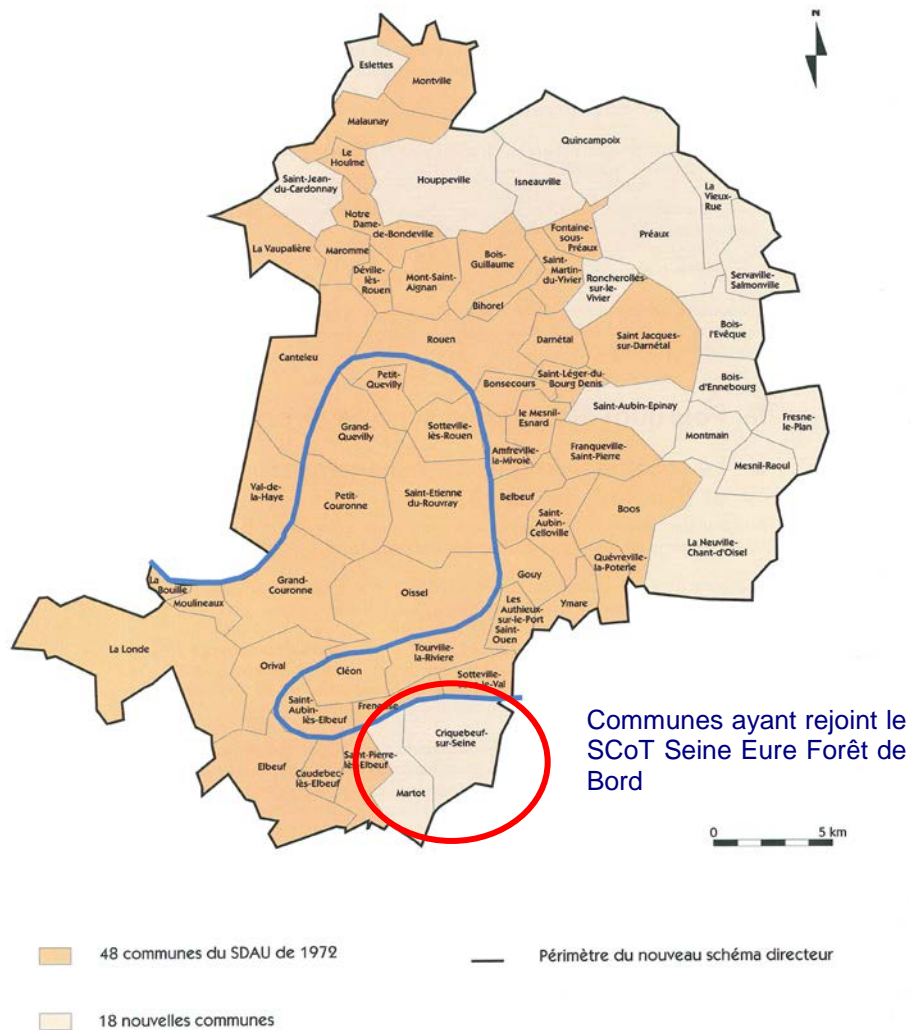 N
Eslettes
Montville
Malaunay
Quincampoix
Le
Houlme
Saint-Jean-
du-Cardonnay
Houppeville
Isneauville
La
Vieux-
Rue
Notre
Dame-
de-Bondeville
Fontaine-
sous-
Préaux
Préaux
La Vaupalière
Maromme
Bois-
Guillaume
Saint-
Martin-
du-Vivier
Déville-
lès-
Rouen
Mont-Saint-
Aignan
Roncherolles-
sur-le-
Vivier
Servaville-
Salmonville
Bihorel
Bois-
l'Evêque
Rouen
Darnétal
Saint Jacques-
sur-Darnétal
Canteleu
Petit-
Quevilly
Bonsecours
Saint-Léger-du-
Bourg Denis
Bois-
d'Ennebourg
Saint-Aubin-Epinay
Fresne-
le-Plan
Grand-
Quevilly
Sotteville-
lès-Rouen
le Mesnil-
Esnard
Montmain
Amfreville-
la-Mivoie
Franqueville-
Saint-Pierre
Mesnil-Raoul
Val-de-
la-Haye
Petit-
Couronne
Saint-Etienne
du-Rouvray
Belbeuf
Boos
Saint-
Aubin-
Celloville
La Neuville-
Chant-d'Oisel
Quévreville-
la-Poterie
La
Bouille
Moulineaux
Grand-
Couronne
Oissel
Gouy
Les
Authieux-
sur-le-Port
Saint-
Ouen
Ymare
La Londe
Orival
Cléon
Tourville-
la-Riviere
Saint-
Aubin-
lès-Elbeuf
Sotteville-
Criquebeuf-
sur-Seine
Elbeuf
Caudebec-
lès-Elbeuf
Saint-Pierre-
lès-Elbeuf
Martot
Communes ayant rejoint le
SCoT Seine Eure Forêt de
Bord
0 5 km
48 communes du SDAU de 1972
Périmètre du nouveau schéma directeur
18 nouvelles communes